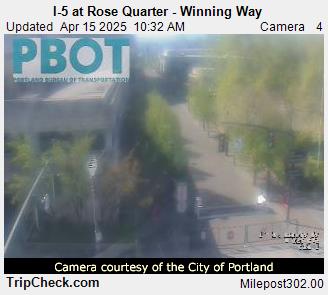 I-5 at Rose Quarter - Winning Way
Updated Apr 15 2025 10:32 AM Camera 4
PBOT
PORTLAND BUREAU OF TRANSPORTATION
Camera courtesy of the City of Portland
TripCheck.com Milepost302.00